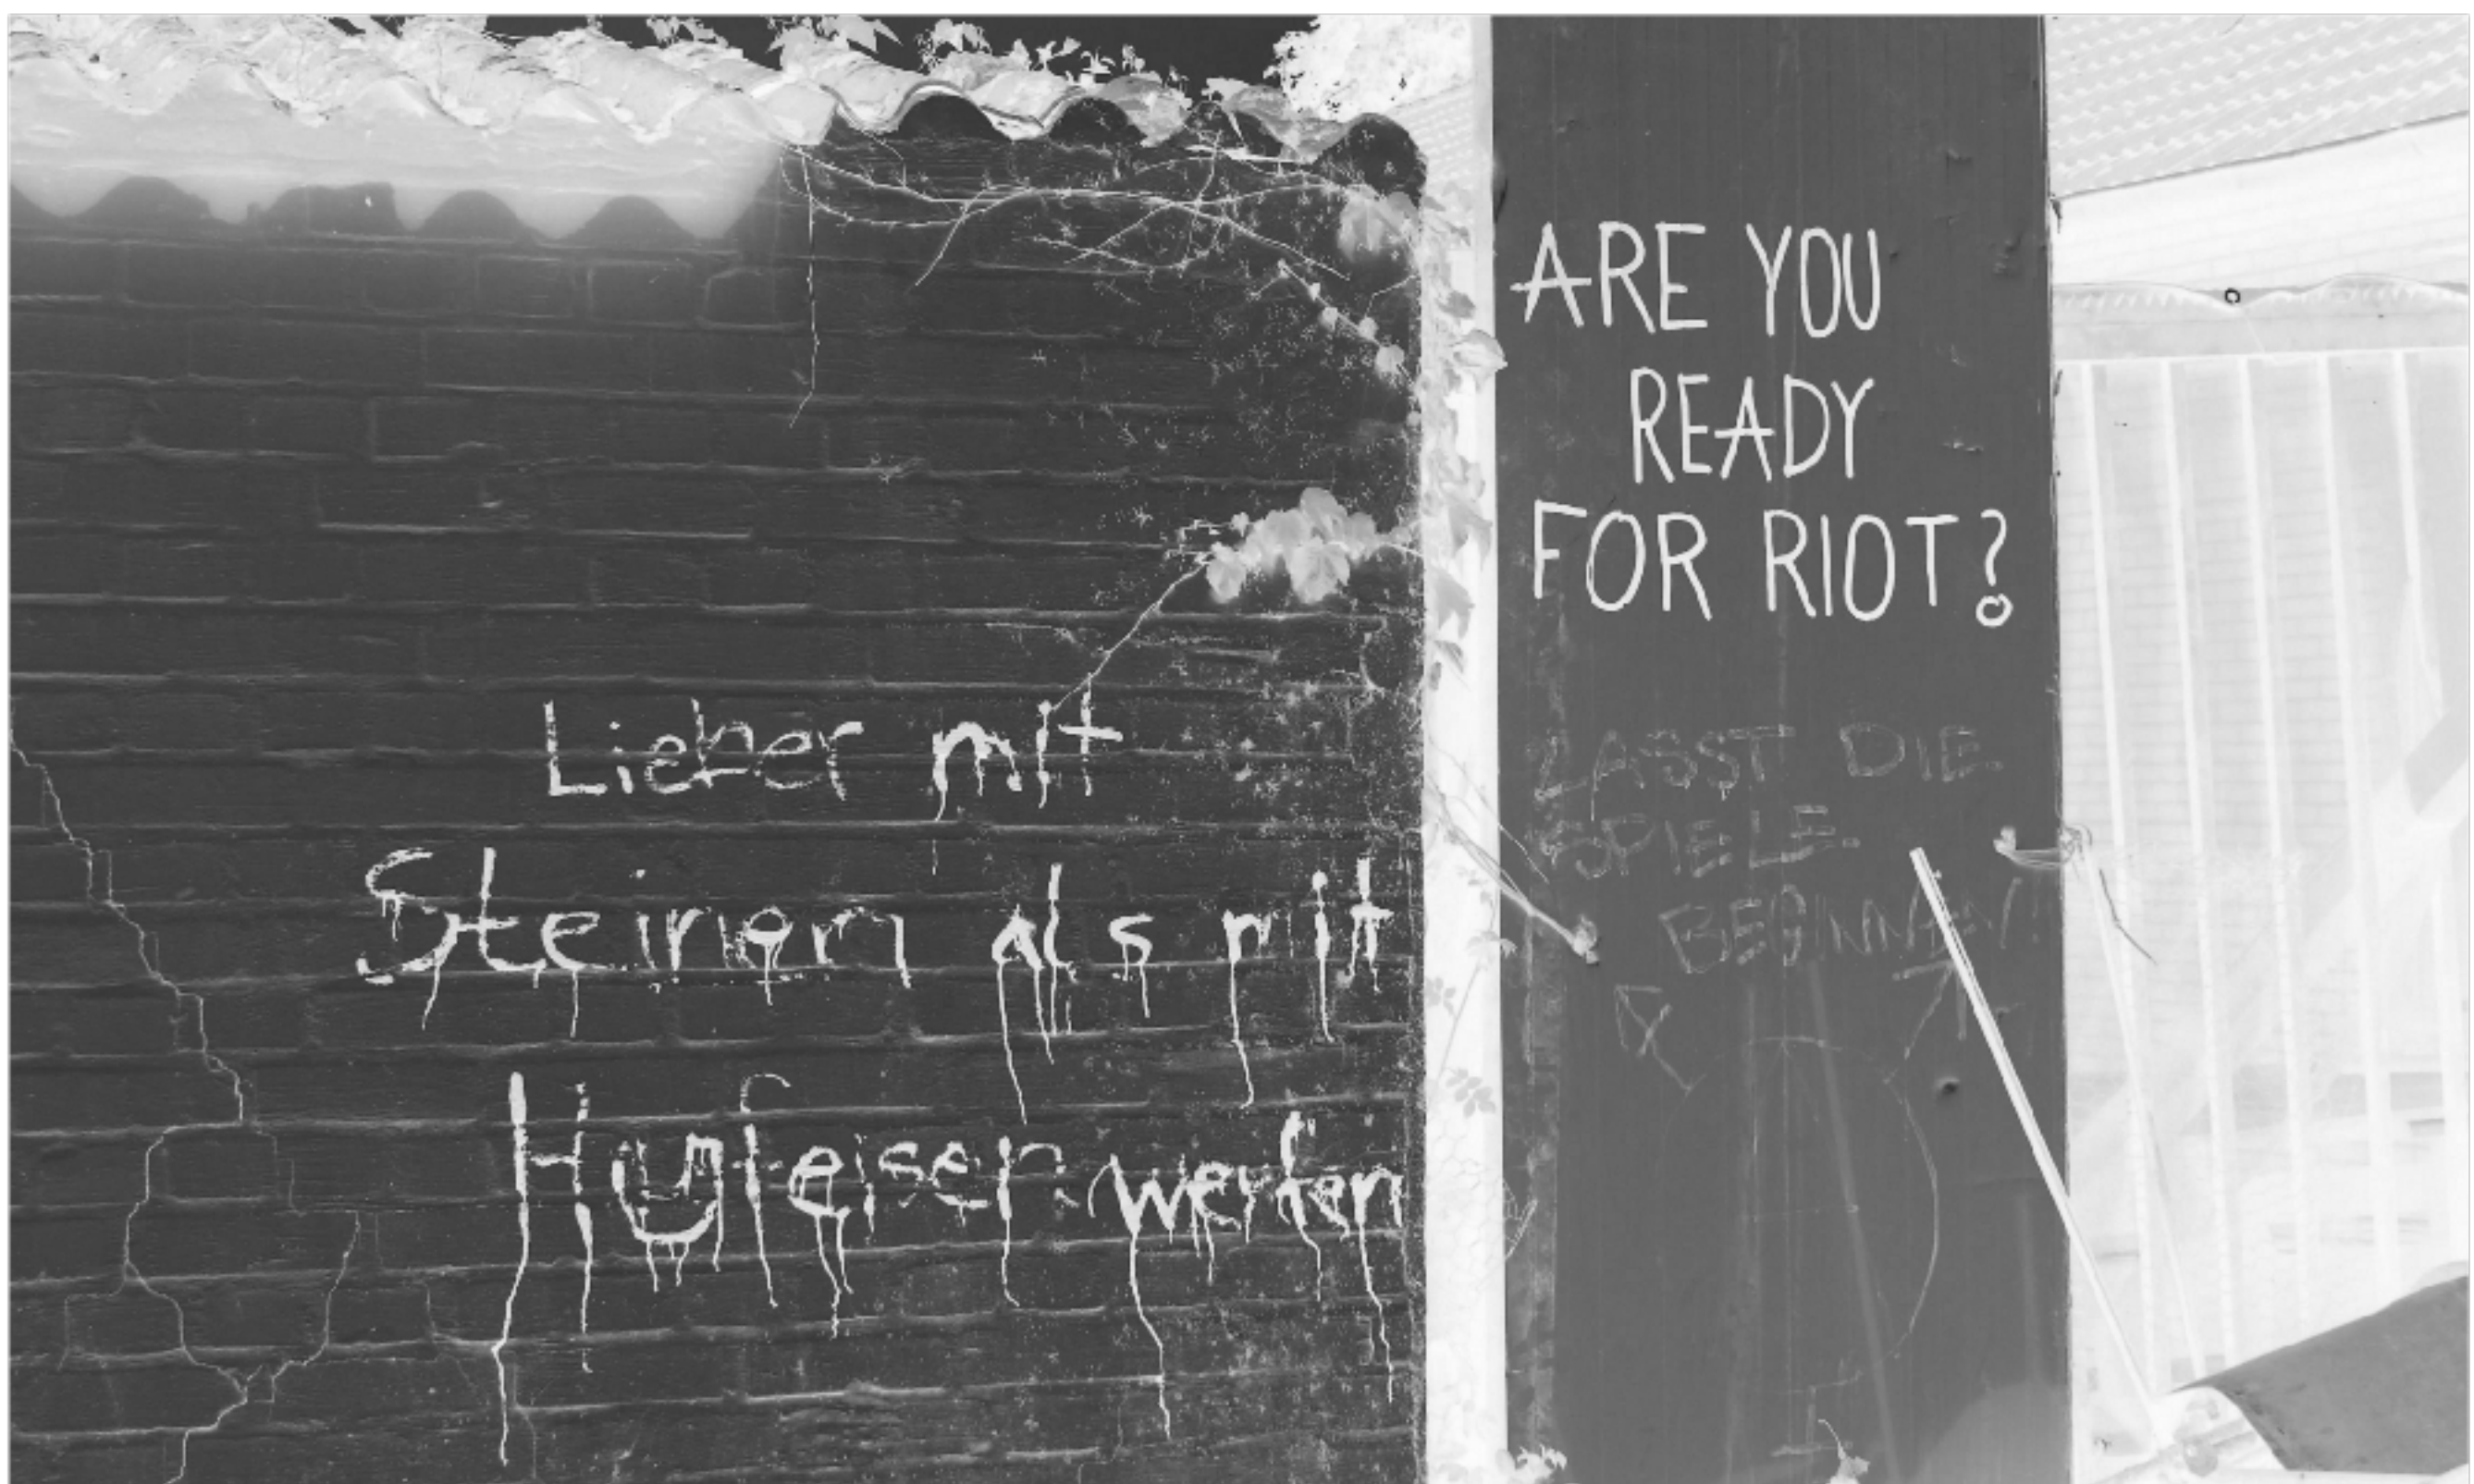 Lieber mit
Steinen als mit
Hufeisen werfen
ARE YOU
READY
FOR RIOT?
LASST DIE
SPIELE
BEGINNEN!